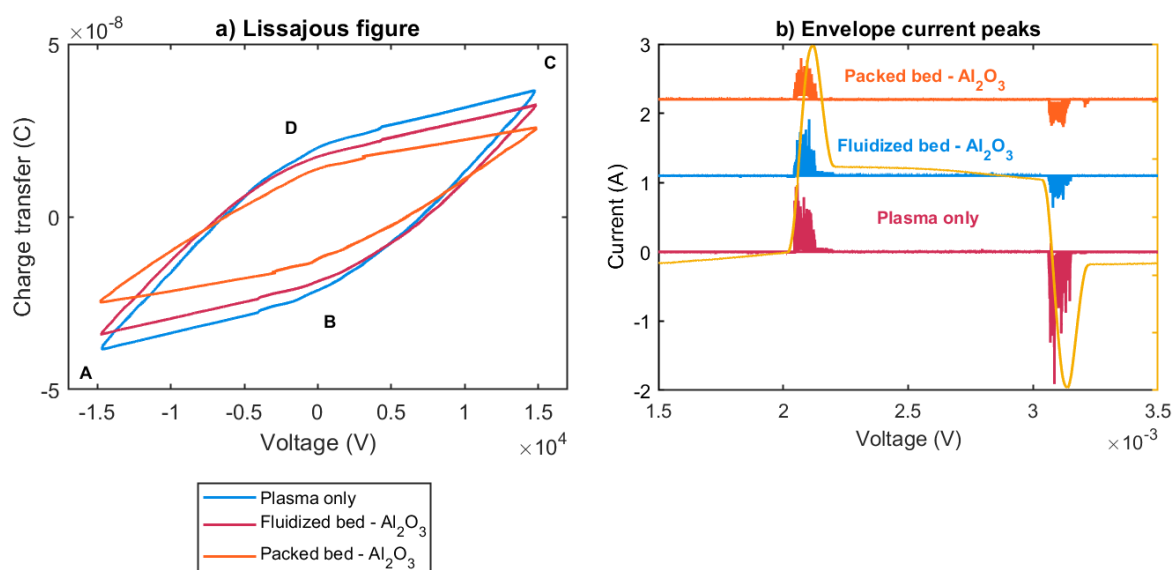 a) Lissajous figure
×10⁻⁸
5
0
-5
Charge transfer (C)
C
D
B
A
-1.5
-1
-0.5
0
0.5
1
1.5
Voltage (V)
×10⁴
Plasma only
Fluidized bed - Al₂O₃
Packed bed - Al₂O₃
b) Envelope current peaks
3
2
1
0
-1
-2
Current (A)
Packed bed - Al₂O₃
Fluidized bed - Al₂O₃
Plasma only
1.5
2
2.5
3
3.5
Voltage (V)
×10⁻³